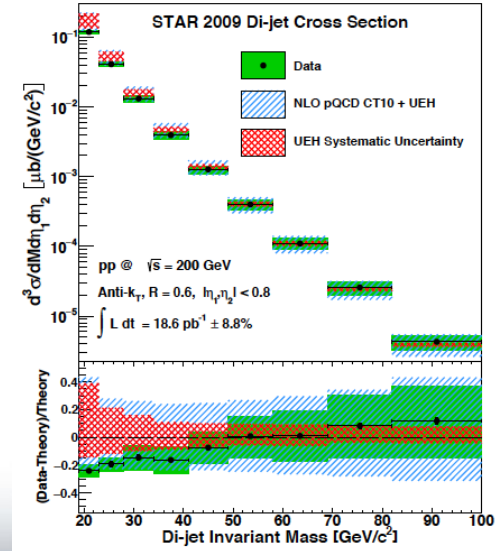 STAR 2009 Di-jet Cross Section
Data
NLO pQCD CT10 + UEH
UEH Systematic Uncertainty
d³σ/dMdη₁dη₂ [μb/(GeV/c²)]
10⁻¹
10⁻²
10⁻³
10⁻⁴
10⁻⁵
pp @ √s = 200 GeV
Anti-k_T, R = 0.6, |η₁,η₂| < 0.8
∫ L dt = 18.6 pb⁻¹ ± 8.8%
(Data-Theory)/Theory
0.4
0.2
0
-0.2
-0.4
20 30 40 50 60 70 80 90 100
Di-jet Invariant Mass [GeV/c²]